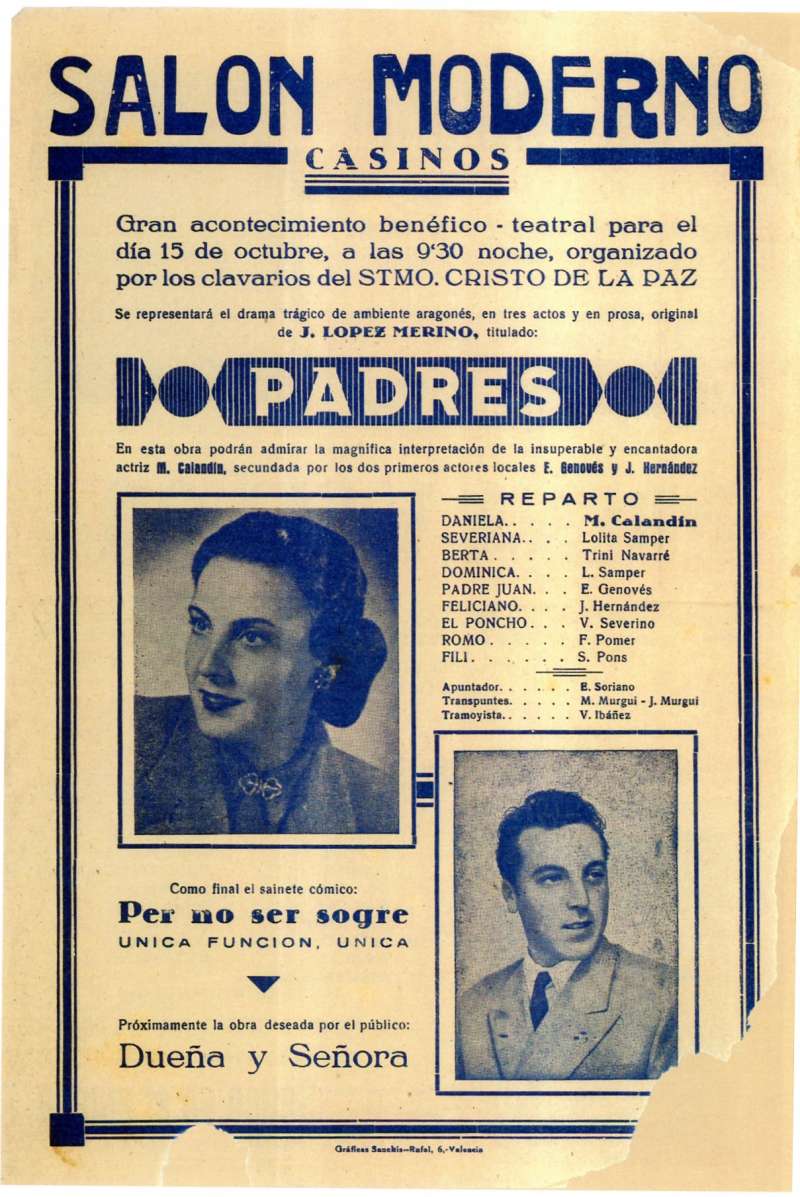 SALON MODERNO
CASINOS
Gran acontecimiento benéfico - teatral para el
día 15 de octubre, a las 9'30 noche, organizado
por los clavarios del STMO. CRISTO DE LA PAZ
Se representará el drama trágico de ambiente aragonés, en tres actos y en prosa, original
de J. LOPEZ MERINO, titulado:
PADRES
En esta obra podrán admirar la magnífica interpretación de la insuperable y encantadora
actriz M. Calandín, secundada por los dos primeros actores locales E. Genovés y J. Hernández
REPARTO
DANIELA. . . . . M. Calandín
SEVERIANA. . . . Lolita Samper
BERTA . . . . . Trini Navarré
DOMINICA. . . . L. Samper
PADRE JUAN. . . E. Genovés
FELICIANO. . . . J. Hernández
EL PONCHO . . . V. Severino
ROMO . . . . . F. Pomer
FILI. . . . . . S. Pons
Apuntador. . . . . . E. Soriano
Transpuntes. . . . . M. Murgui - J. Murgui
Tramoyista. . . . . . V. Ibáñez
Como final el sainete cómico:
Per no ser sogre
UNICA FUNCION, UNICA
Próximamente la obra deseada por el público:
Dueña y Señora
Gráficas Sanchis—Rafol, 6,-Valencia